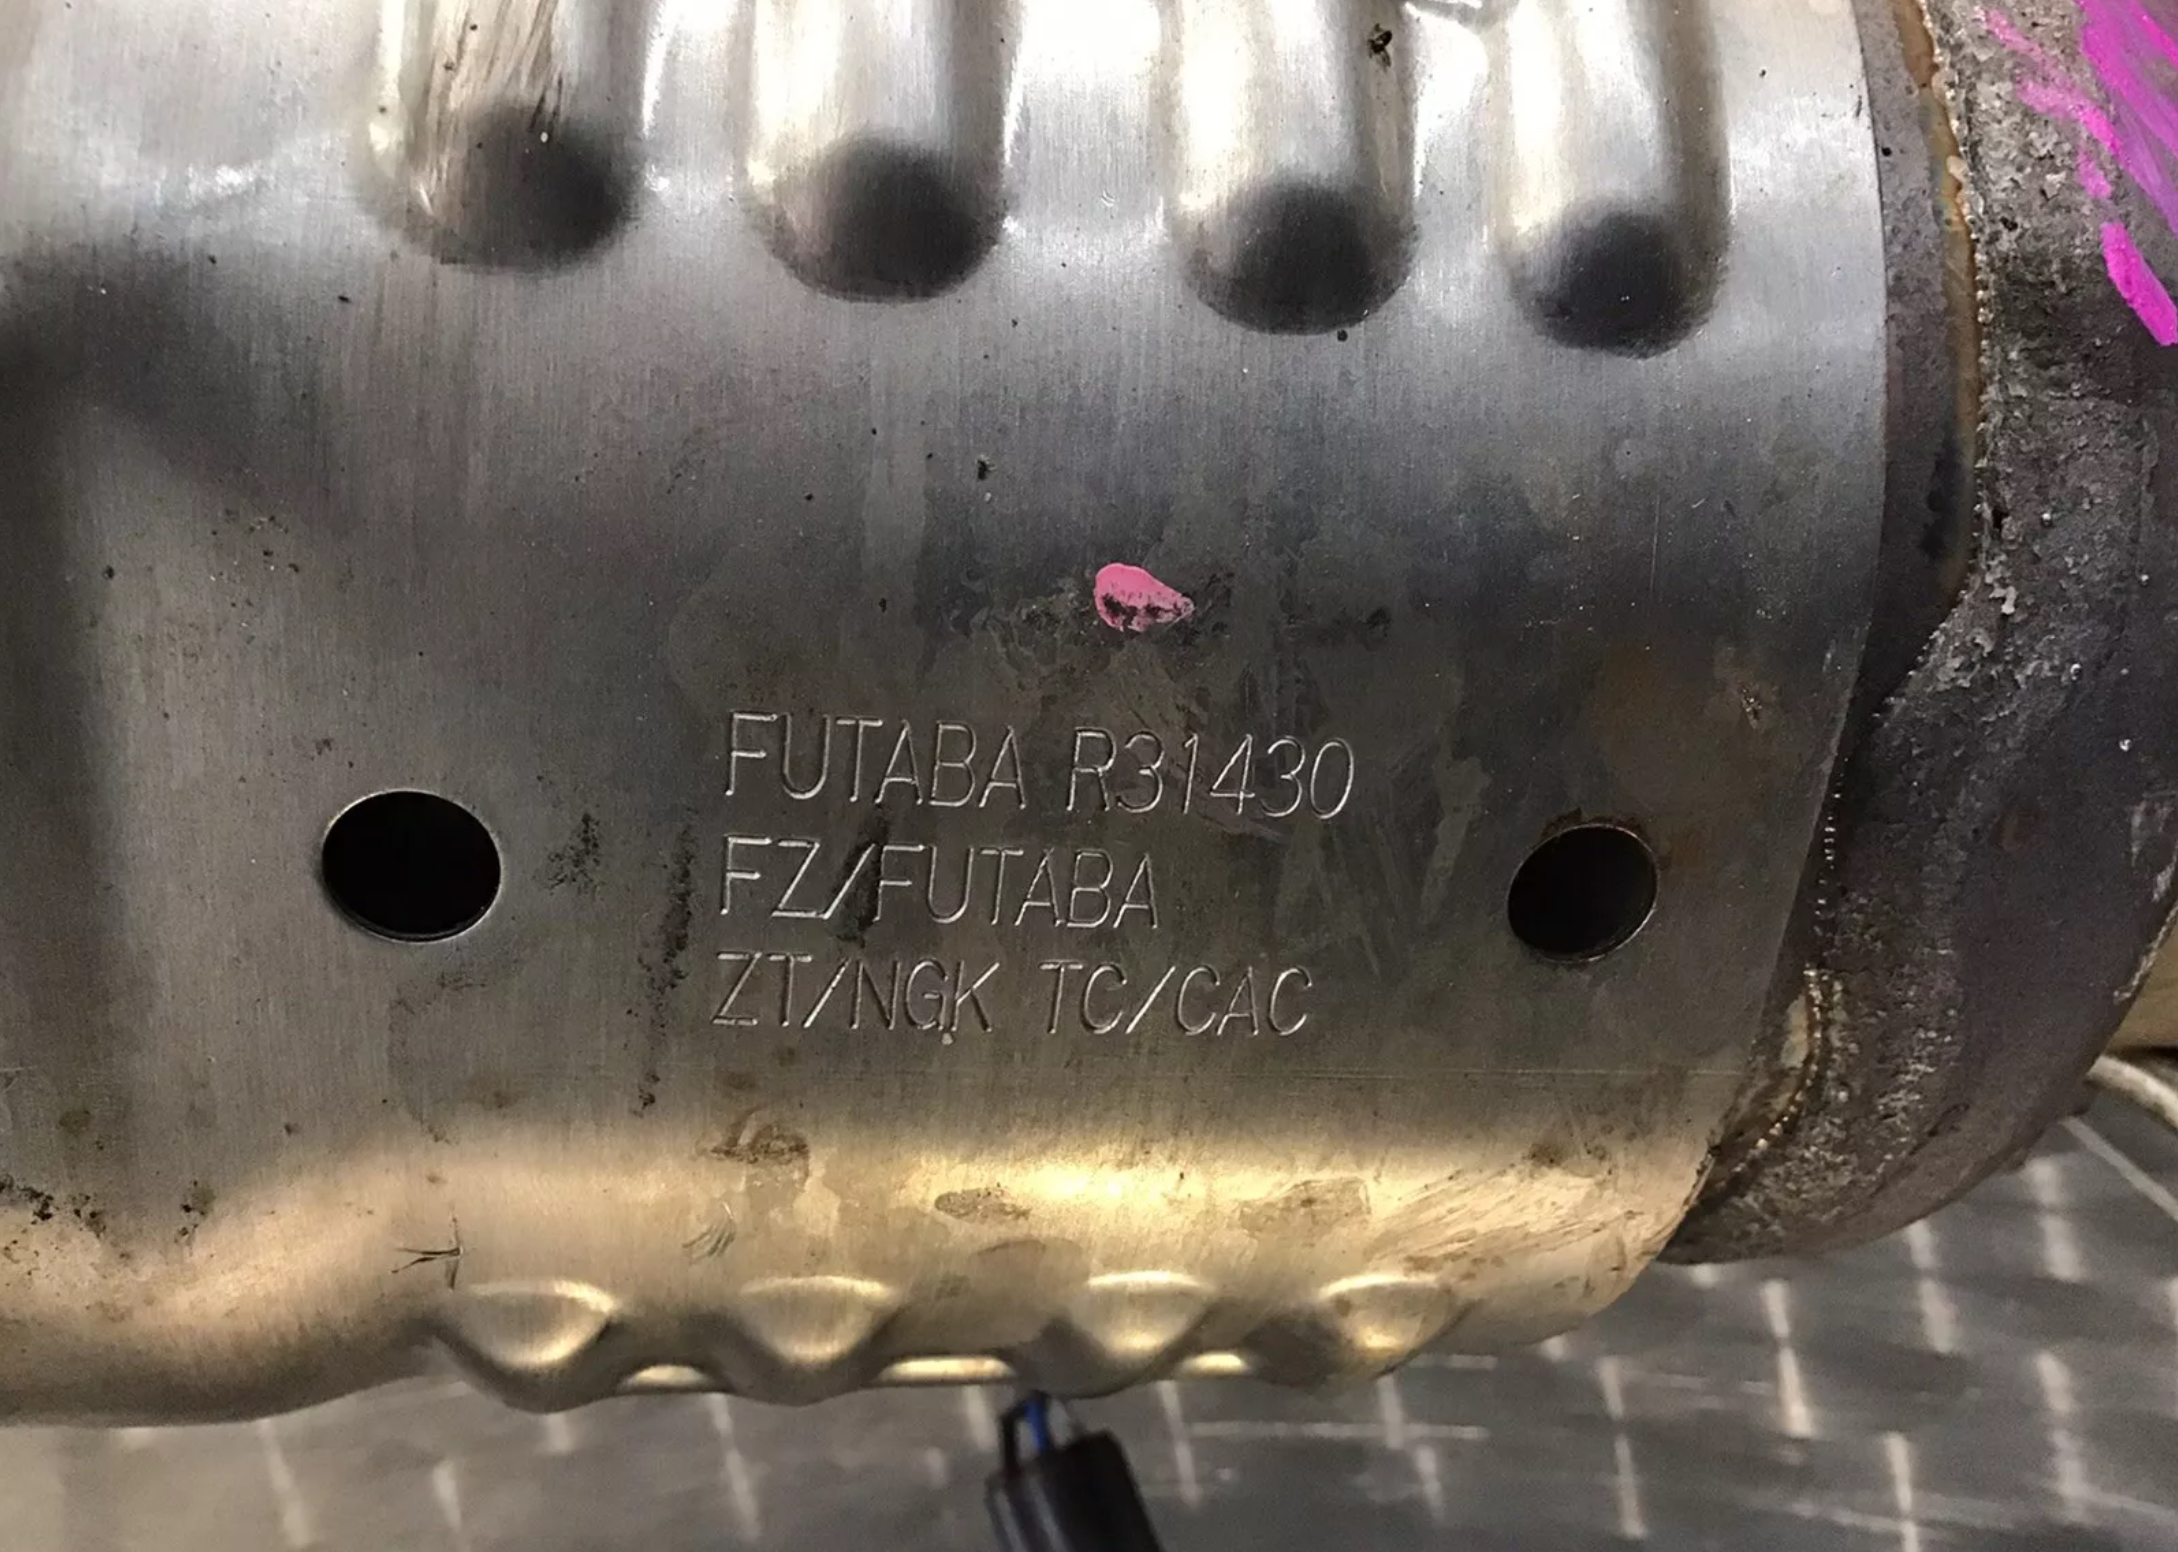 FUTABA R31430
FZ/FUTABA
ZT/NGK TC/CAC